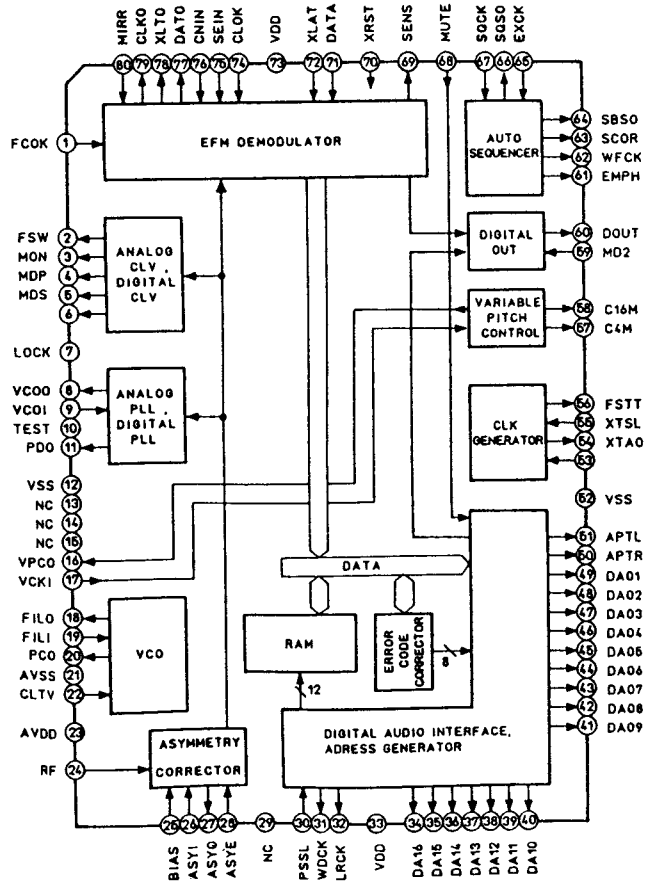 MIRR CLKO XLTO DATO CNIN SEIN CLOK VDD XLAT DATA XRST SENS MUTE SQCK SQSO EXCK
80 79 78 77 76 75 74 73 72 71 70 69 68 67 66 65
FCOK 1
EFM DEMODULATOR
AUTO
SEQUENCER
64 SBSO
63 SCOR
62 WFCK
61 EMPH
FSW 2
MON 3
MDP 4
MDS 5
6
ANALOG
CLV,
DIGITAL
CLV
DIGITAL
OUT
60 DOUT
59 MD2
VARIABLE
PITCH
CONTROL
58 C16M
57 C4M
LOCK 7
VCOO 8
VCOI 9
TEST 10
PDO 11
ANALOG
PLL,
DIGITAL
PLL
CLK
GENERATOR
56 FSTT
55 XTSL
54 XTAO
53
VSS 12
NC 13
NC 14
NC 15
VPCO 16
VCKI 17
52 VSS
51 APTL
50 APTR
49 DA01
48 DA02
47 DA03
46 DA04
45 DA05
44 DA06
43 DA07
42 DA08
41 DA09
DATA
FILO 18
FILI 19
PCO 20
AVSS 21
CLTV 22
VCO
RAM
ERROR
CODE
CORRECTOR
8
12
AVDD 23
RF 24
ASYMMETRY
CORRECTOR
DIGITAL AUDIO INTERFACE,
ADRESS GENERATOR
25 26 27 28 29 30 31 32 33 34 35 36 37 38 39 40
BIAS ASYI ASYO ASYE NC PSSL WDCK LRCK VDD DA16 DA15 DA14 DA13 DA12 DA11 DA10